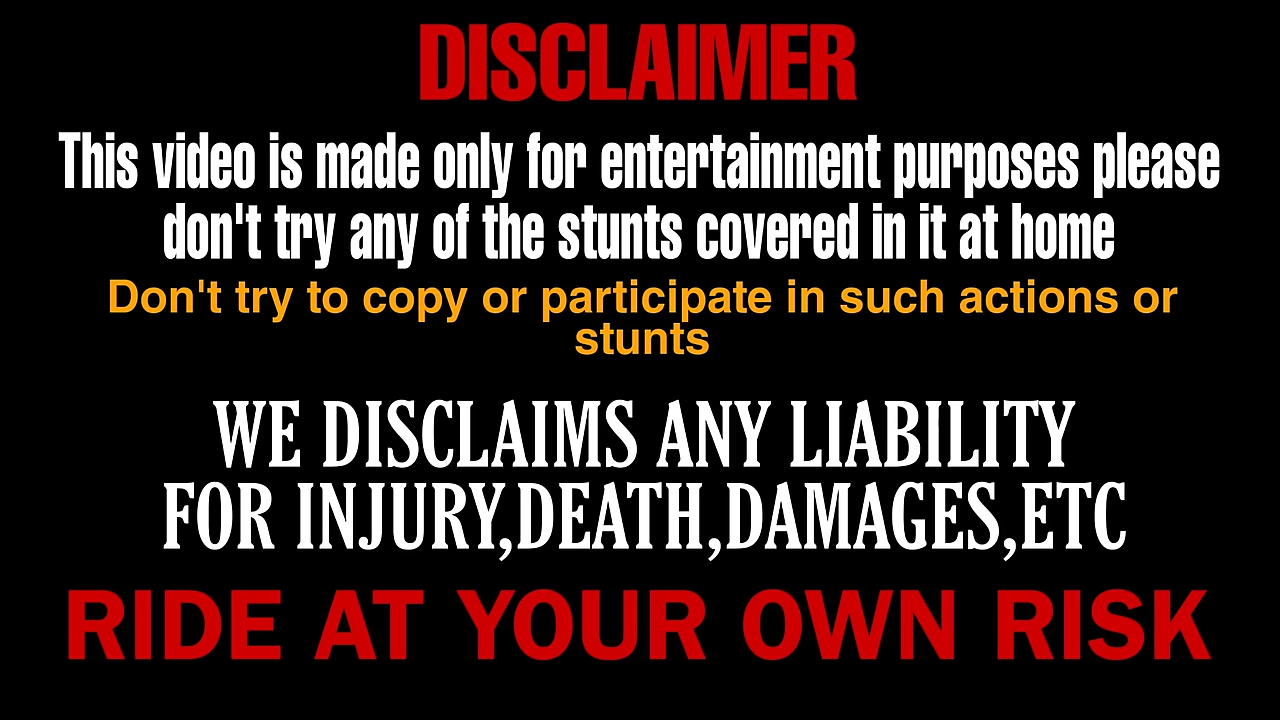 DISCLAIMER
This video is made only for entertainment purposes please
don't try any of the stunts covered in it at home
Don't try to copy or participate in such actions or
stunts
WE DISCLAIMS ANY LIABILITY
FOR INJURY,DEATH,DAMAGES,ETC
RIDE AT YOUR OWN RISK